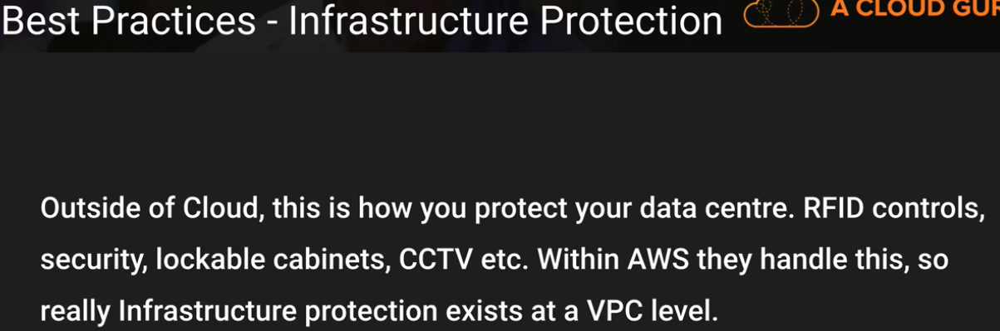 Best Practices - Infrastructure Protection
A CLOUD
Outside of Cloud, this is how you protect your data centre. RFID controls,
security, lockable cabinets, CCTV etc. Within AWS they handle this, so
really Infrastructure protection exists at a VPC level.